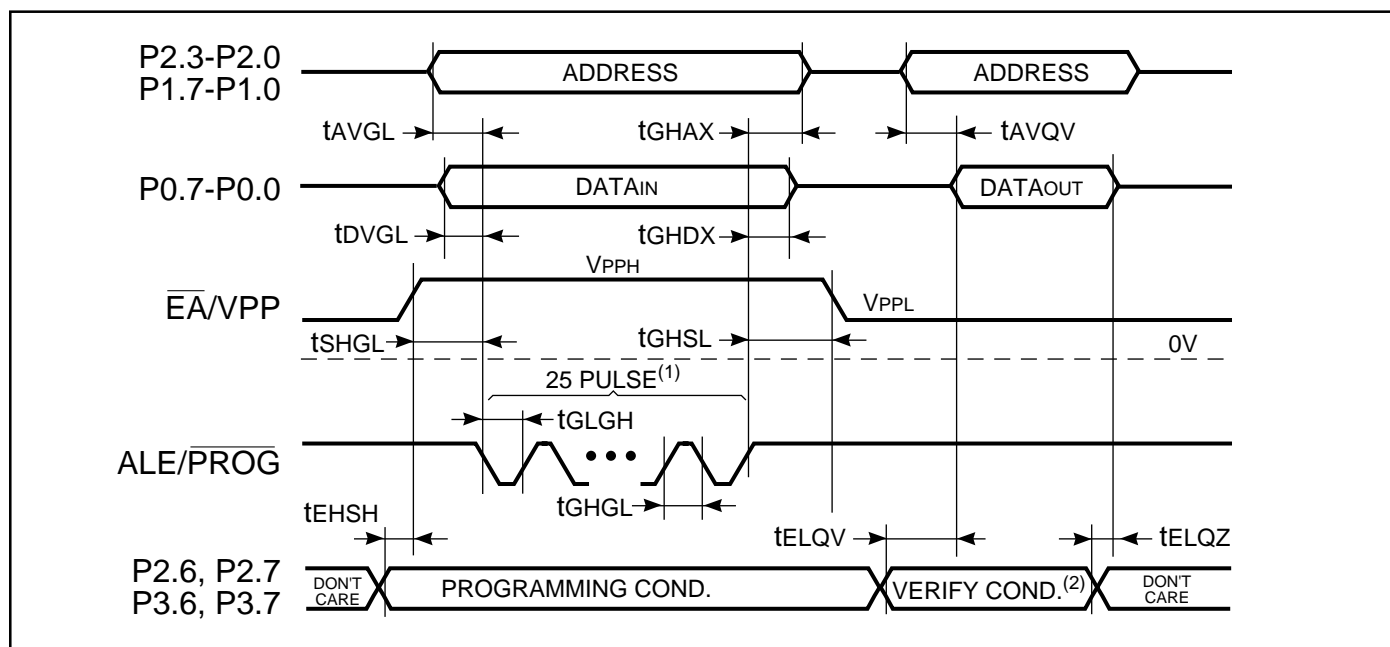 P2.3-P2.0
P1.7-P1.0
ADDRESS
ADDRESS
tAVGL
tGHAX
tAVQV
P0.7-P0.0
DATAIN
DATAOUT
tDVGL
tGHDX
VPPH
EA/VPP
VPPL
tSHGL
tGHSL
0V
25 PULSE(1)
tGLGH
ALE/PROG
tGHGL
tEHSH
tELQV
tELQZ
P2.6, P2.7
P3.6, P3.7
DON'T
CARE
PROGRAMMING COND.
VERIFY COND.(2)
DON'T
CARE